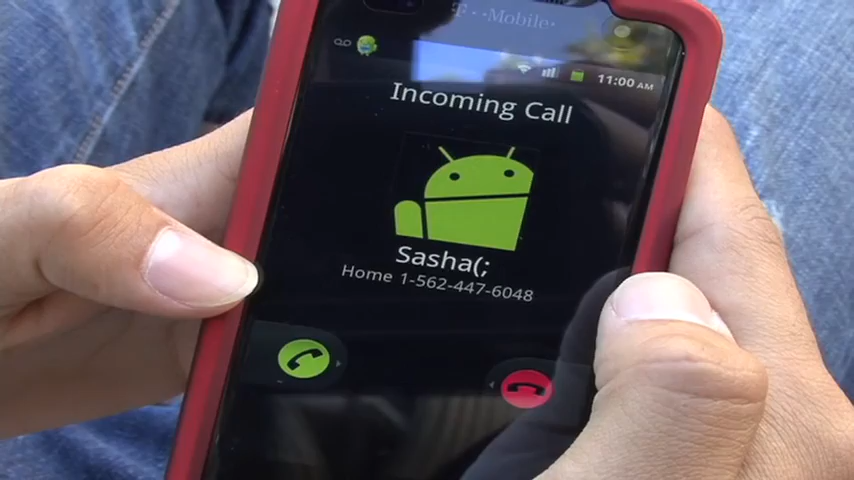 T··Mobile·
11:00 AM
Incoming Call
Sasha(;
Home 1-562-447-6048